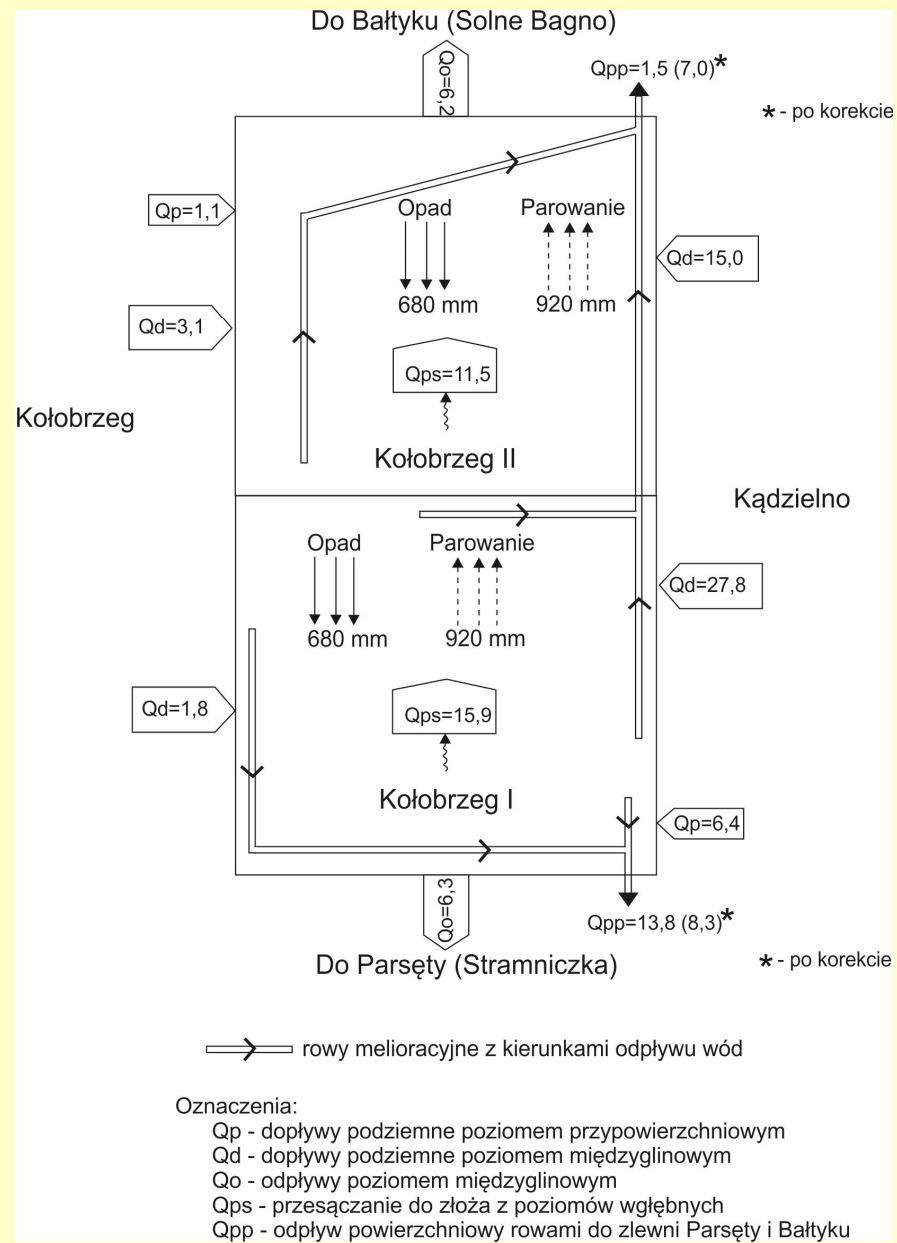 Do Bałtyku (Solne Bagno)
Qo=6,2
Qpp=1,5 (7,0)*
* - po korekcie
Qp=1,1
Opad
Parowanie
Qd=15,0
680 mm
920 mm
Qd=3,1
Qps=11,5
Kołobrzeg
Kołobrzeg II
Kądzielno
Opad
Parowanie
Qd=27,8
680 mm
920 mm
Qd=1,8
Qps=15,9
Kołobrzeg I
Qp=6,4
Qo=6,3
Qpp=13,8 (8,3)*
Do Parsęty (Stramniczka)
* - po korekcie
rowy melioracyjne z kierunkami odpływu wód
Oznaczenia:
Qp - dopływy podziemne poziomem przypowierzchniowym
Qd - dopływy podziemne poziomem międzyglinowym
Qo - odpływy poziomem międzyglinowym
Qps - przesączanie do złoża z poziomów wgłębnych
Qpp - odpływ powierzchniowy rowami do zlewni Parsęty i Bałtyku